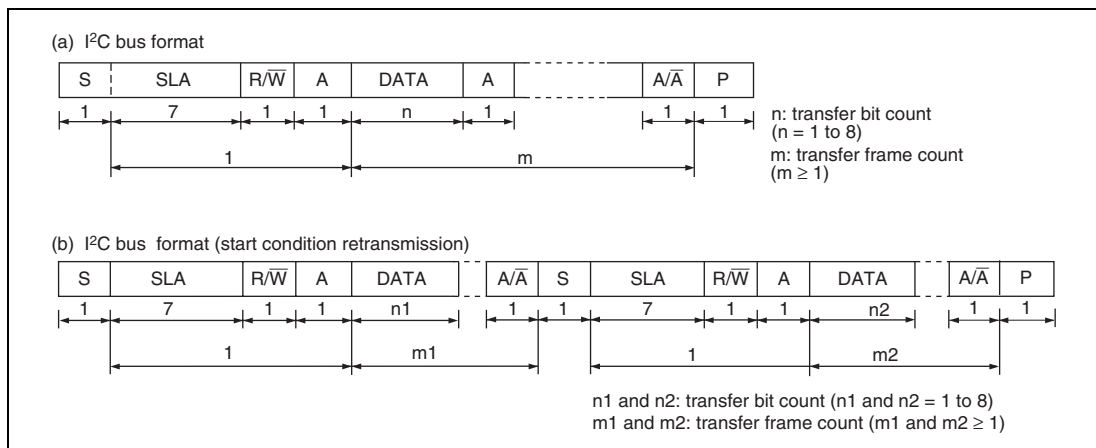 (a) I²C bus format
S SLA R/W̅ A DATA A A/A̅ P
1 7 1 1 n 1 1 1
n: transfer bit count
(n = 1 to 8)
1 m
m: transfer frame count
(m ≥ 1)
(b) I²C bus format (start condition retransmission)
S SLA R/W̅ A DATA A/A̅ S SLA R/W̅ A DATA A/A̅ P
1 7 1 1 n1 1 1 7 1 1 n2 1 1
1 m1 1 m2
n1 and n2: transfer bit count (n1 and n2 = 1 to 8)
m1 and m2: transfer frame count (m1 and m2 ≥ 1)